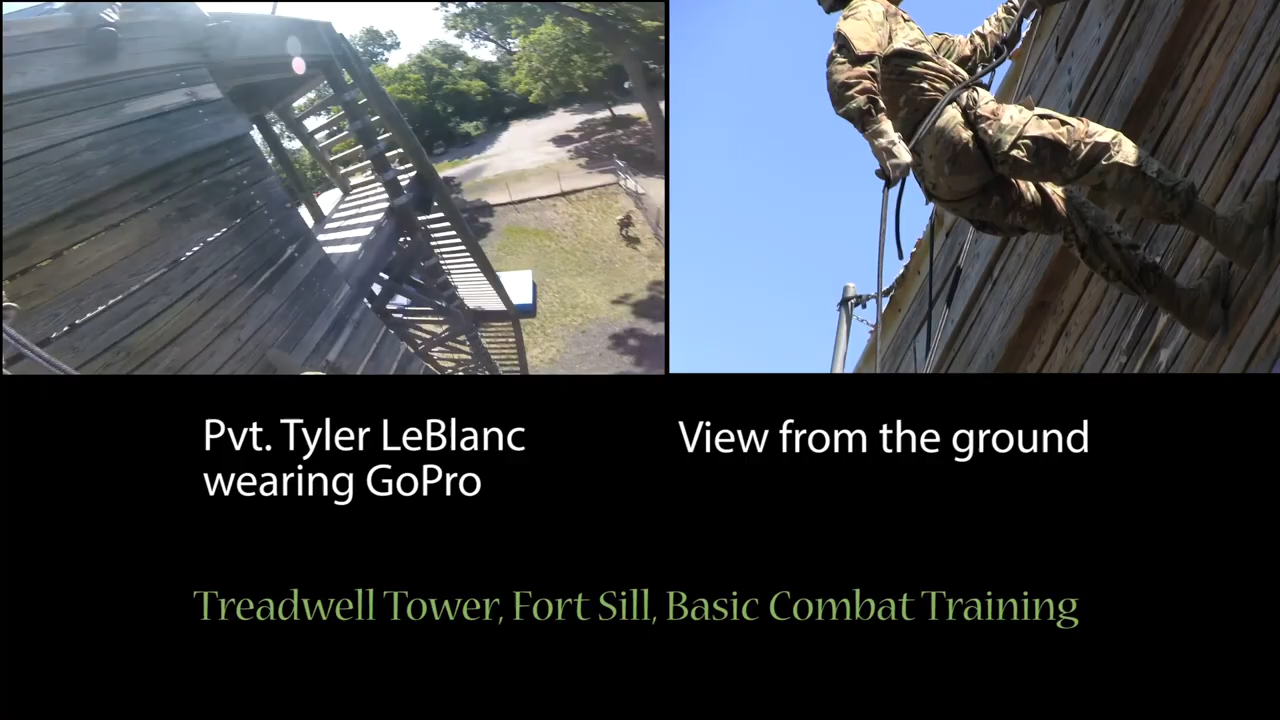 Pvt. Tyler LeBlanc
wearing GoPro
View from the ground
Treadwell Tower, Fort Sill, Basic Combat Training